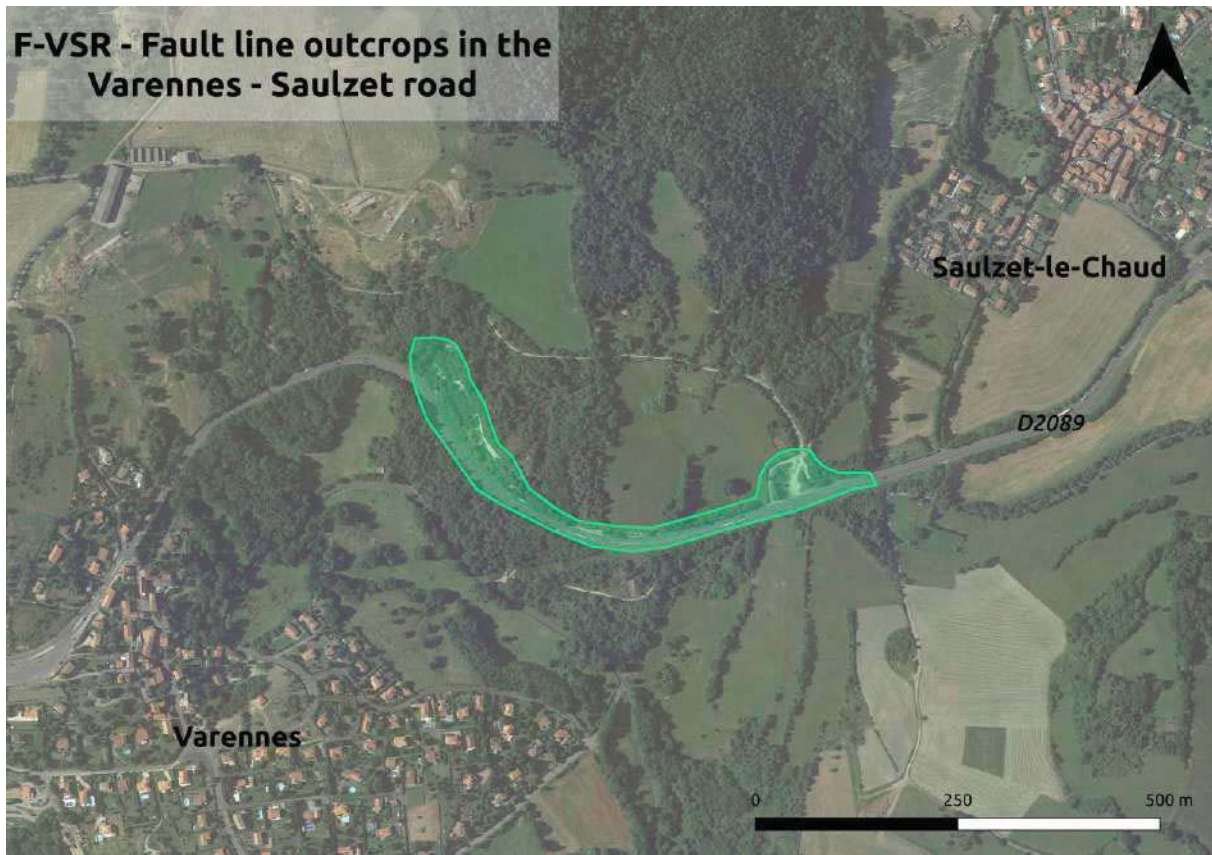 F-VSR - Fault line outcrops in the
Varennes - Saulzet road
Saulzet-le-Chaud
D2089
Varennes
0 250 500 m